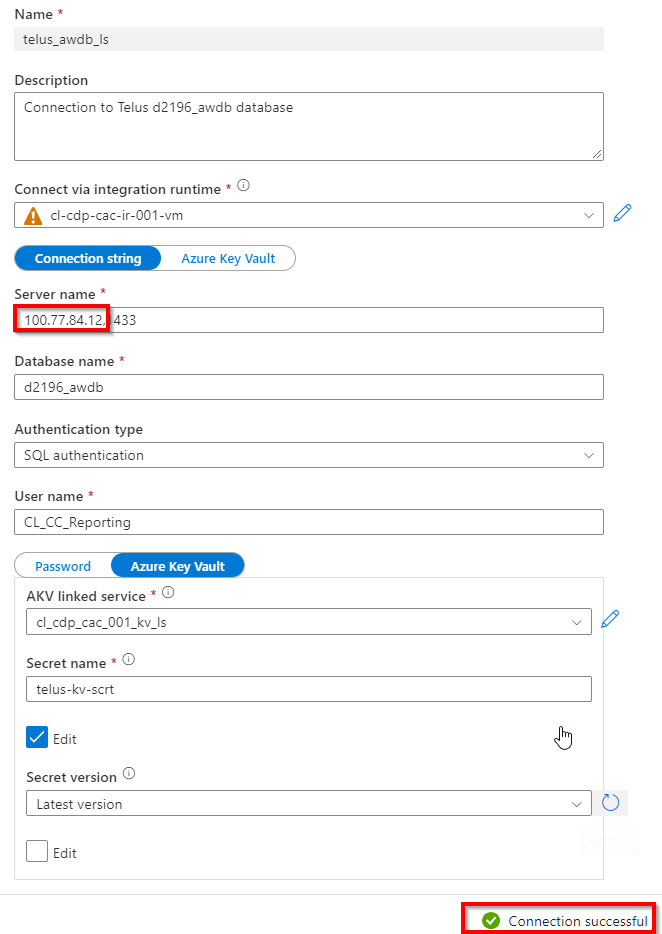 Name *
telus_awdb_ls
Description
Connection to Telus d2196_awdb database
Connect via integration runtime *
cl-cdp-cac-ir-001-vm
Connection string
Azure Key Vault
Server name *
100.77.84.12,1433
Database name *
d2196_awdb
Authentication type
SQL authentication
User name *
CL_CC_Reporting
Password
Azure Key Vault
AKV linked service *
cl_cdp_cac_001_kv_ls
Secret name *
telus-kv-scrt
Edit
Secret version
Latest version
Edit
Connection successful